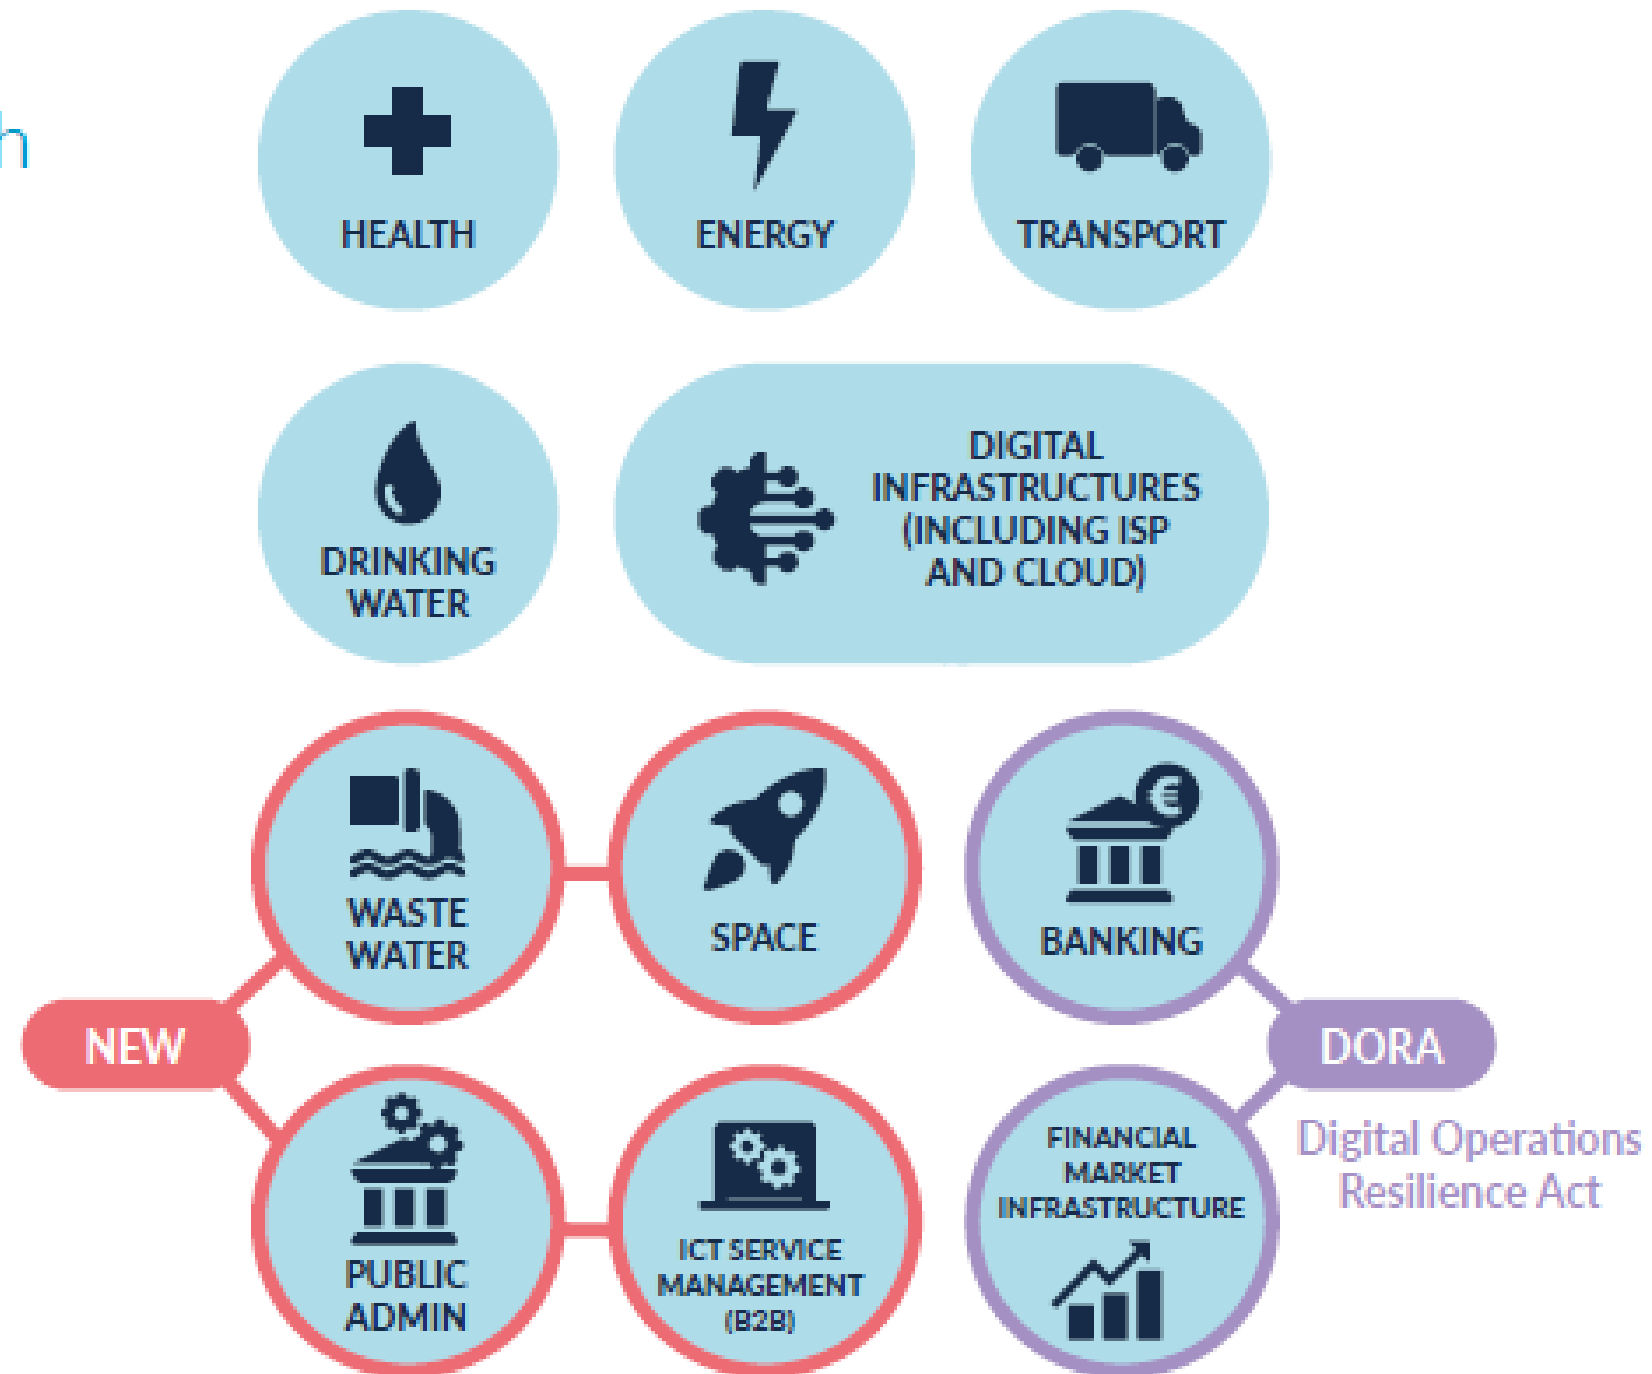 h
HEALTH
ENERGY
TRANSPORT
DRINKING
WATER
DIGITAL
INFRASTRUCTURES
(INCLUDING ISP
AND CLOUD)
WASTE
WATER
SPACE
€
BANKING
NEW
DORA
Digital Operations
Resilience Act
PUBLIC
ADMIN
ICT SERVICE
MANAGEMENT
(B2B)
FINANCIAL
MARKET
INFRASTRUCTURE